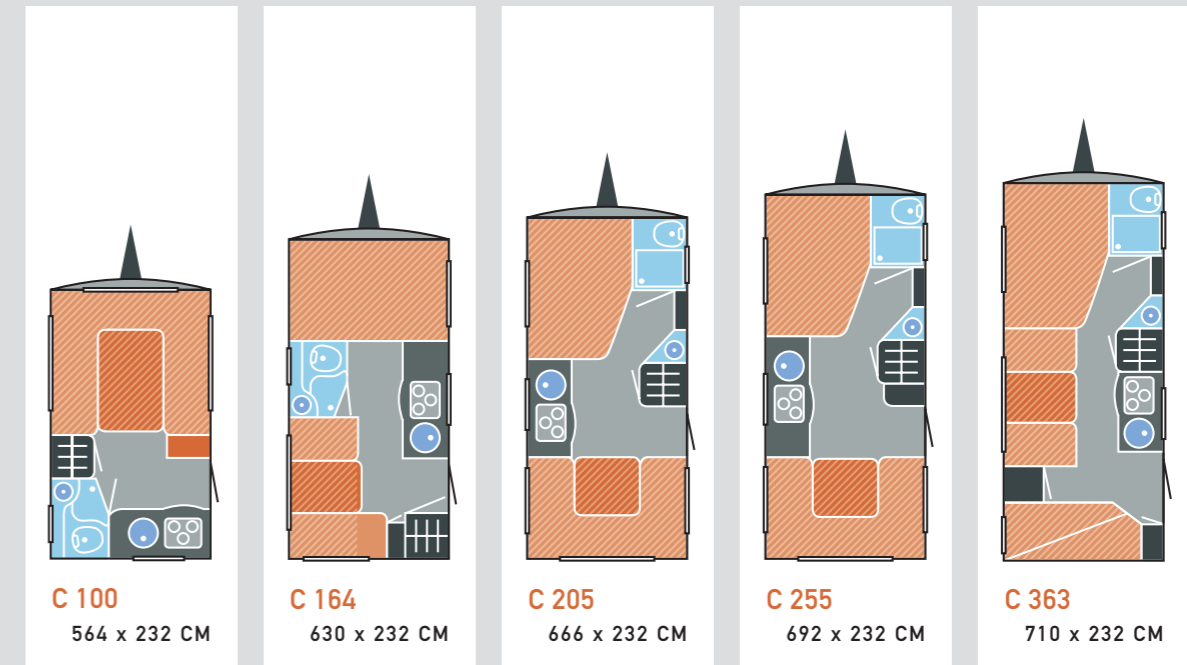 C 100
564 x 232 CM
C 164
630 x 232 CM
C 205
666 x 232 CM
C 255
692 x 232 CM
C 363
710 x 232 CM